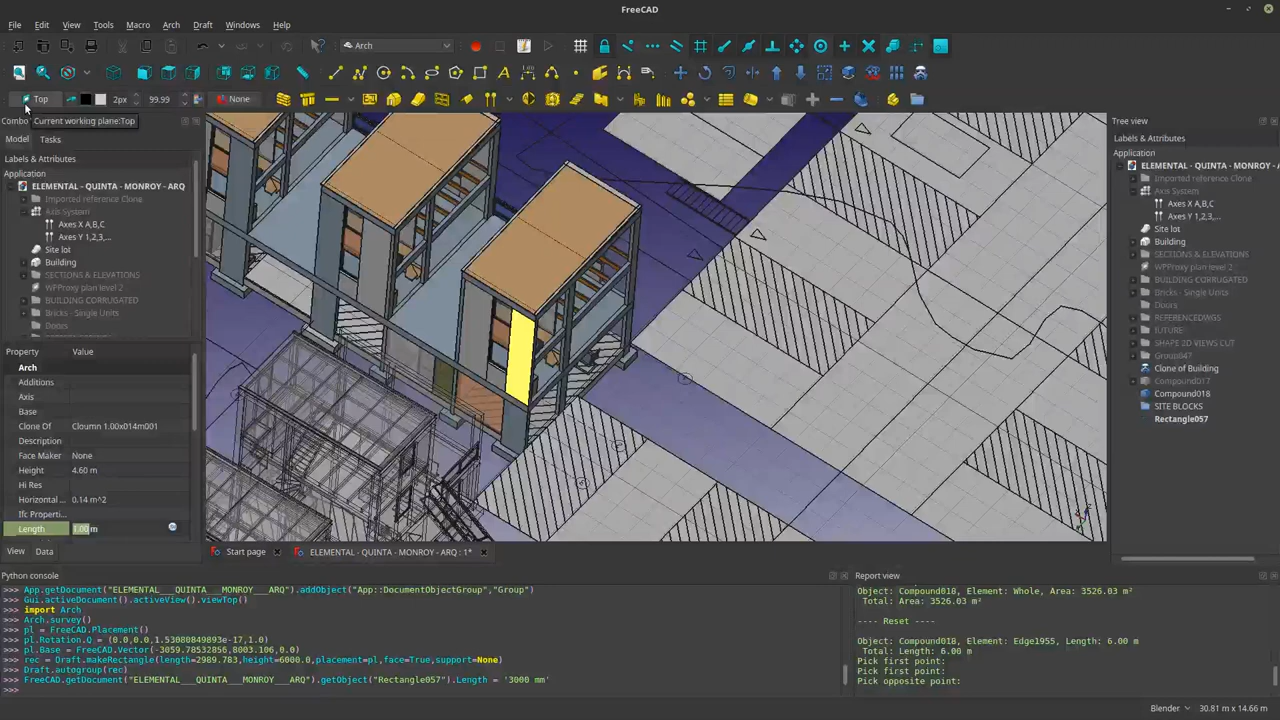 FreeCAD
File Edit View Tools Macro Arch Draft Windows Help
Arch
Top 2px 99.99 None
Combo
Current working plane:Top
Model Tasks
Labels & Attributes
Application
ELEMENTAL - QUINTA - MONROY - ARQ
Imported reference Clone
Axis System
Axes X A,B,C
Axes Y 1,2,3,...
Site lot
Building
SECTIONS & ELEVATIONS
WPProxy plan level 2
BUILDING CORRUGATED
Bricks - Single Units
Doors
Property Value
Arch
Additions
Axis
Base
Clone Of Cloumn 1.00x014m001
Description
Face Maker None
Height 4.60 m
Hi Res
Horizontal ... 0.14 m^2
Ifc Properti...
Length 1.00 m
View Data
Start page ELEMENTAL - QUINTA - MONROY - ARQ : 1*
Tree view
Labels & Attributes
Application
ELEMENTAL - QUINTA - MONROY - A
Imported reference Clone
Axis System
Axes X A,B,C
Axes Y 1,2,3,...
Site lot
Building
SECTIONS & ELEVATIONS
WPProxy plan level 2
BUILDING CORRUGATED
Bricks - Single Units
Doors
REFERENCEDWGS
fUTURE
SHAPE 2D VIEWS CUT
Group047
Clone of Building
Compound017
Compound018
SITE BLOCKS
Rectangle057
Python console
>>> App.getDocument("ELEMENTAL___QUINTA___MONROY___ARQ").addObject("App::DocumentObjectGroup","Group")
>>> Gui.activeDocument().activeView().viewTop()
>>> import Arch
>>> Arch.survey()
>>> pl = FreeCAD.Placement()
>>> pl.Rotation.Q = (0.0,0.0,1.53080849893e-17,1.0)
>>> pl.Base = FreeCAD.Vector(-3059.78532856,8003.106,0.0)
>>> rec = Draft.makeRectangle(length=2989.783,height=6000.0,placement=pl,face=True,support=None)
>>> Draft.autogroup(rec)
>>> FreeCAD.getDocument("ELEMENTAL___QUINTA___MONROY___ARQ").getObject("Rectangle057").Length = '3000 mm'
>>>
Report view
Object: Compound018, Element: Whole, Area: 3526.03 m²
Total: Area: 3526.03 m²
---- Reset ----
Object: Compound018, Element: Edge1955, Length: 6.00 m
Total: Length: 6.00 m
Pick first point:
Pick first point:
Pick opposite point:
Blender 30.81 m x 14.66 m